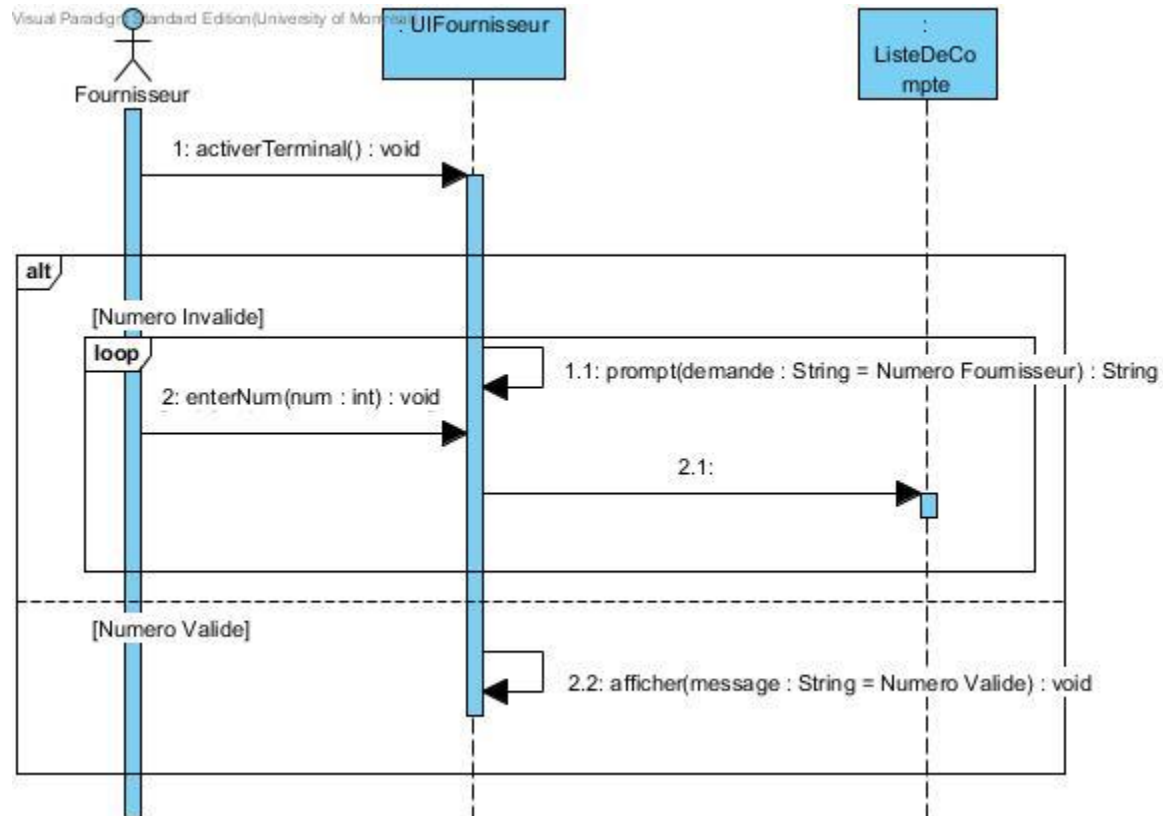 Visual Paradigm Standard Edition(University of Montreal)
: UIFournisseur
:
ListeDeCo
mpte
Fournisseur
1: activerTerminal() : void
alt
[Numero Invalide]
loop
1.1: prompt(demande : String = Numero Fournisseur) : String
2: enterNum(num : int) : void
2.1:
[Numero Valide]
2.2: afficher(message : String = Numero Valide) : void